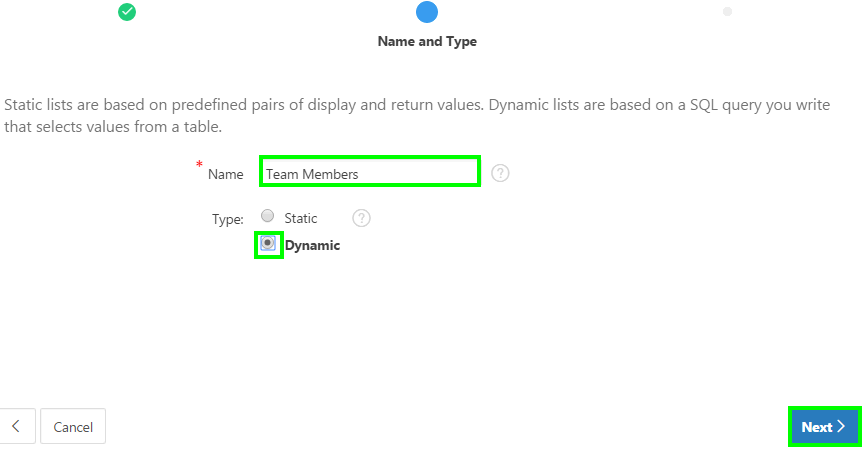 Name and Type
Static lists are based on predefined pairs of display and return values. Dynamic lists are based on a SQL query you write
that selects values from a table.
* Name Team Members ?
Type: Static ?
Dynamic
< Cancel Next >